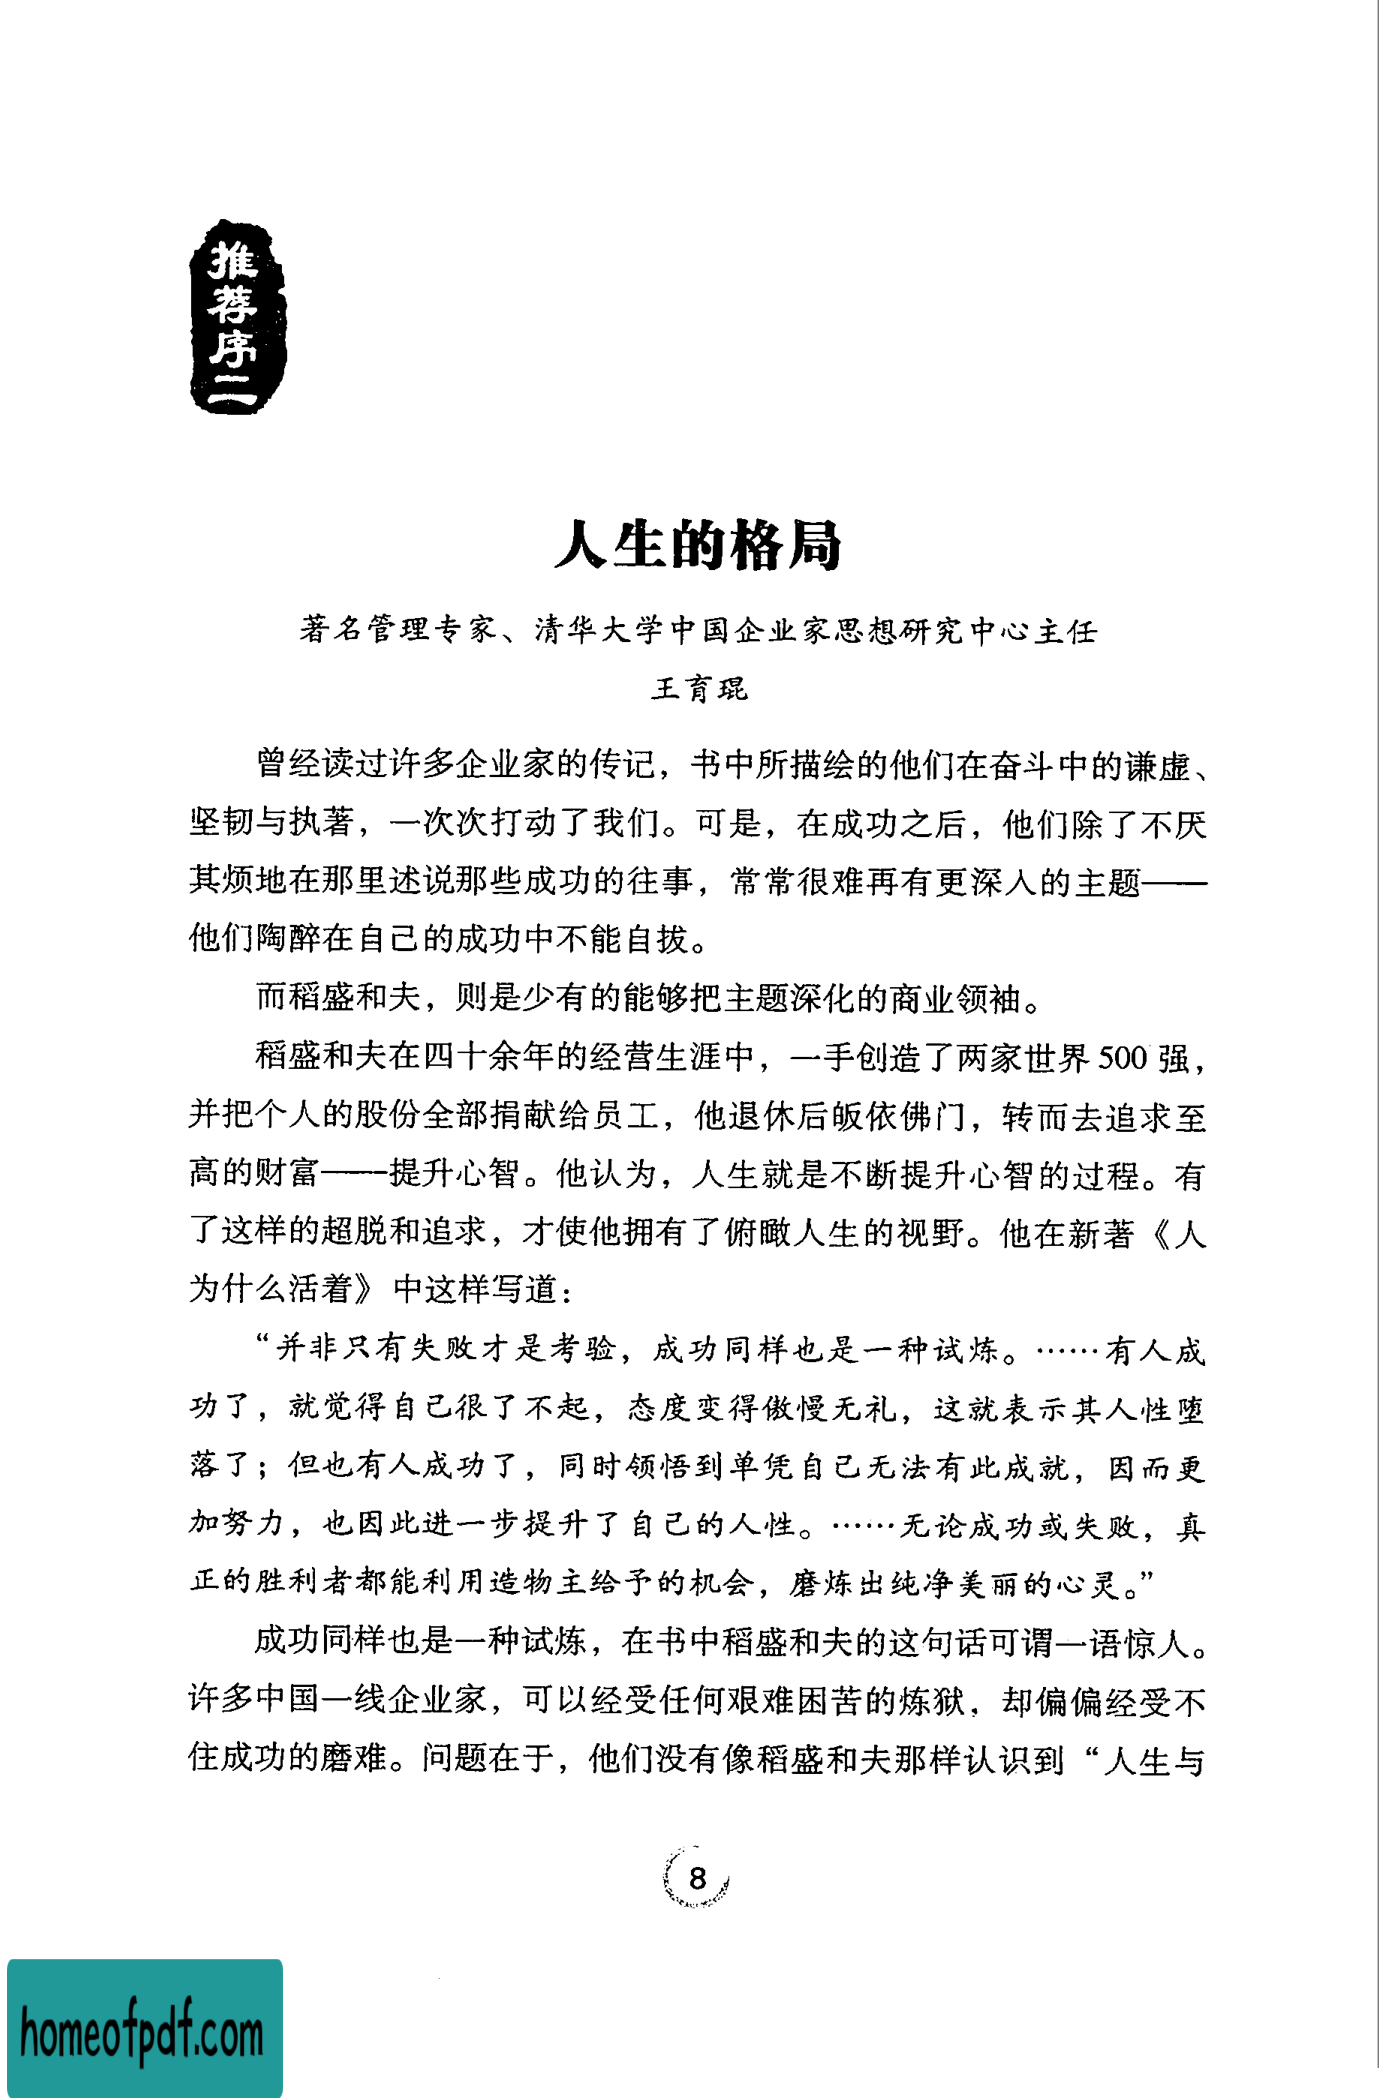 推荐序二
人生的格局
著名管理专家、清华大学中国企业家思想研究中心主任
王育琨
曾经读过许多企业家的传记，书中所描绘的他们在奋斗中的谦虚、
坚韧与执著，一次次打动了我们。可是，在成功之后，他们除了不厌
其烦地在那里述说那些成功的往事，常常很难再有更深入的主题——
他们陶醉在自己的成功中不能自拔。
而稻盛和夫，则是少有的能够把主题深化的商业领袖。
稻盛和夫在四十余年的经营生涯中，一手创造了两家世界500强，
并把个人的股份全部捐献给员工，他退休后皈依佛门，转而去追求至
高的财富——提升心智。他认为，人生就是不断提升心智的过程。有
了这样的超脱和追求，才使他拥有了俯瞰人生的视野。他在新著《人
为什么活着》中这样写道：
“并非只有失败才是考验，成功同样也是一种试炼。……有人成
功了，就觉得自己很了不起，态度变得傲慢无礼，这就表示其人性堕
落了；但也有人成功了，同时领悟到单凭自己无法有此成就，因而更
加努力，也因此进一步提升了自己的人性。……无论成功或失败，真
正的胜利者都能利用造物主给予的机会，磨炼出纯净美丽的心灵。”
成功同样也是一种试炼，在书中稻盛和夫的这句话可谓一语惊人。
许多中国一线企业家，可以经受任何艰难困苦的炼狱，却偏偏经受不
住成功的磨难。问题在于，他们没有像稻盛和夫那样认识到“人生与
8
homeofpdf.com